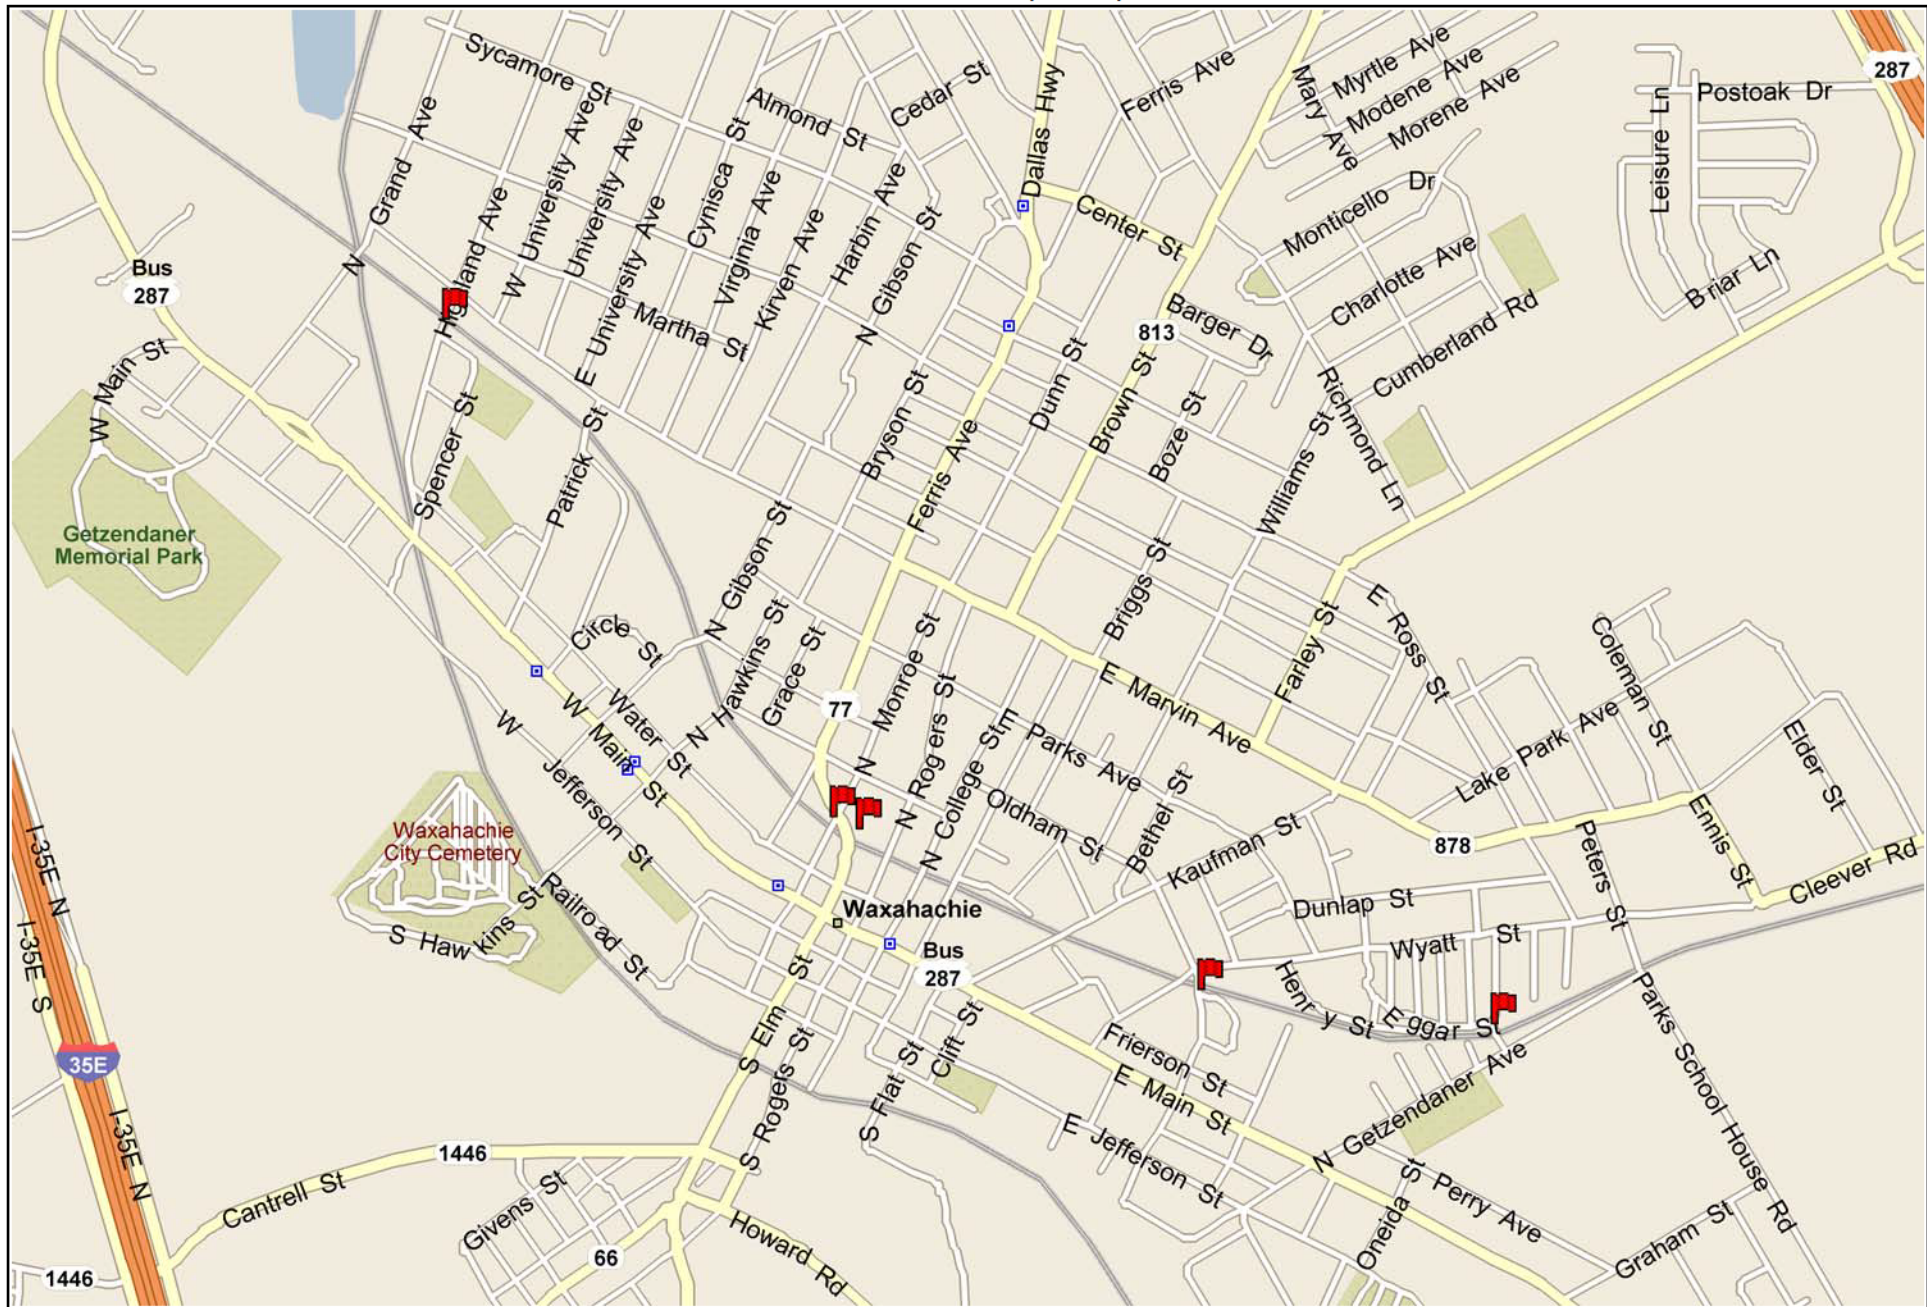 Sycamore St
Almond St
Cedar St
Dallas Hwy
Ferris Ave
Mary Ave
Myrtle Ave
Modene Ave
Morene Ave
Leisure Ln
Postoak Dr
287
N Grand Ave
Highland Ave
W University Ave
University Ave
E University Ave
Cynisca St
Virginia Ave
Kirven Ave
Harbin Ave
N Gibson St
Center St
Monticello Dr
Charlotte Ave
Cumberland Rd
Briar Ln
Bus
287
Martha St
Barger Dr
813
W Main St
Spencer St
Patrick St
Bryson St
Ferris Ave
Dunn St
Brown St
Boze St
Williams St
Richmond Ln
Getzendaner
Memorial Park
N Gibson St
Circle St
N Hawkins St
Grace St
N Monroe St
Briggs St
Farley St
E Ross St
Coleman St
W Main St
Water St
77
N Rogers St
N College St
E Parks Ave
E Marvin Ave
Lake Park Ave
Elder St
W Jefferson St
Oldham St
Bethel St
Kaufman St
878
Peters St
Ennis St
Cleever Rd
Waxahachie
City Cemetery
S Hawkins St
Railroad St
Waxahachie
Bus
287
Dunlap St
Wyatt St
Henry St
Eggar St
I-35E N
I-35E S
35E
I-35E N
S Elm St
S Rogers St
S Flat St
Clift St
Frierson St
E Main St
E Jefferson St
N Getzendaner Ave
Parks School House Rd
1446
Cantrell St
Givens St
66
Howard Rd
Oneida St
Perry Ave
Graham St
1446